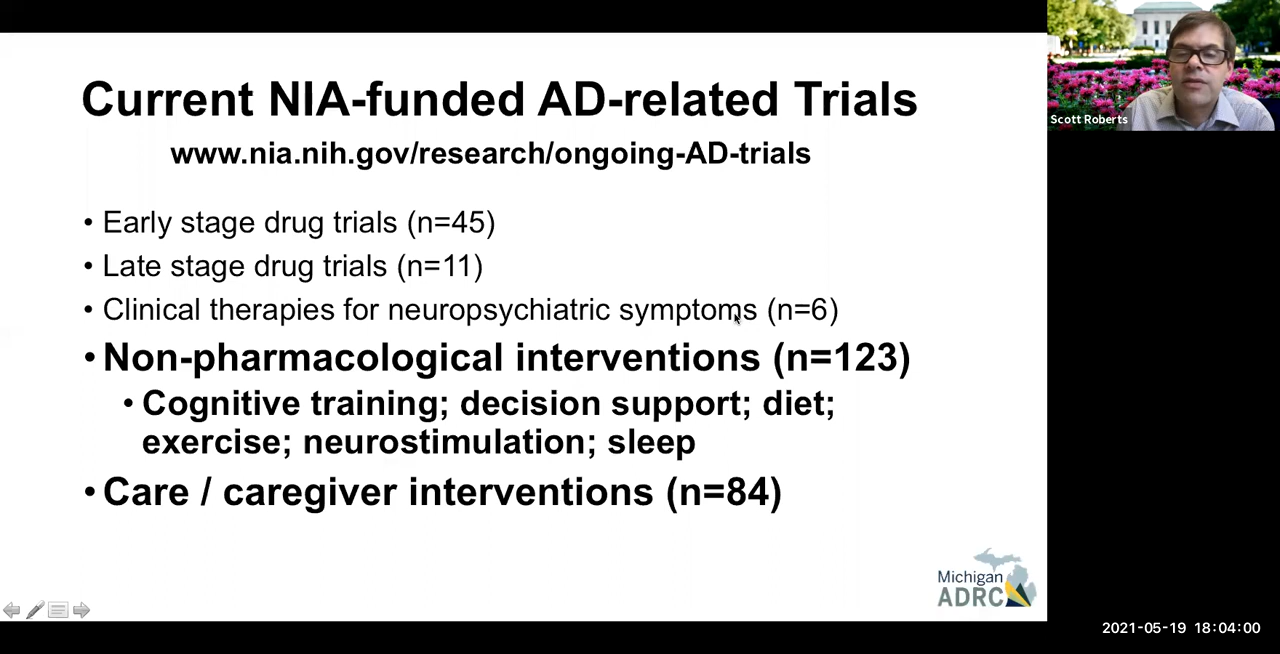 Current NIA-funded AD-related Trials
www.nia.nih.gov/research/ongoing-AD-trials
• Early stage drug trials (n=45)
• Late stage drug trials (n=11)
• Clinical therapies for neuropsychiatric symptoms (n=6)
• Non-pharmacological interventions (n=123)
• Cognitive training; decision support; diet;
exercise; neurostimulation; sleep
• Care / caregiver interventions (n=84)
Michigan
ADRC
Scott Roberts
2021-05-19 18:04:00